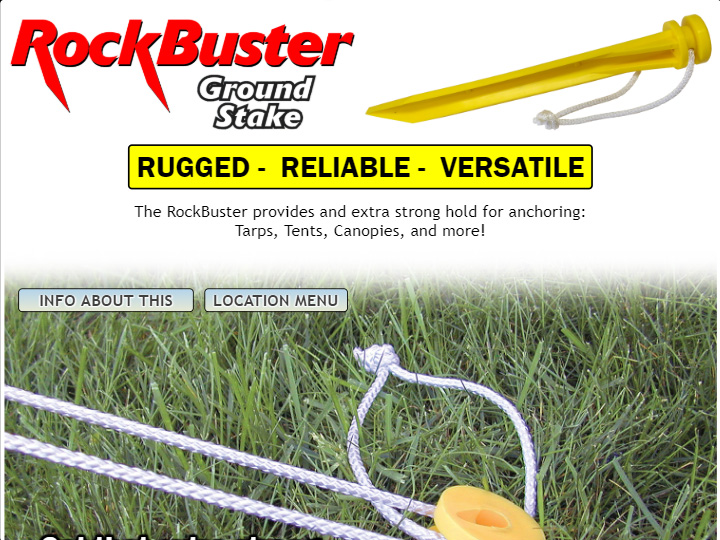 RockBuster
Ground
Stake
RUGGED - RELIABLE - VERSATILE
The RockBuster provides and extra strong hold for anchoring:
Tarps, Tents, Canopies, and more!
INFO ABOUT THIS
LOCATION MENU